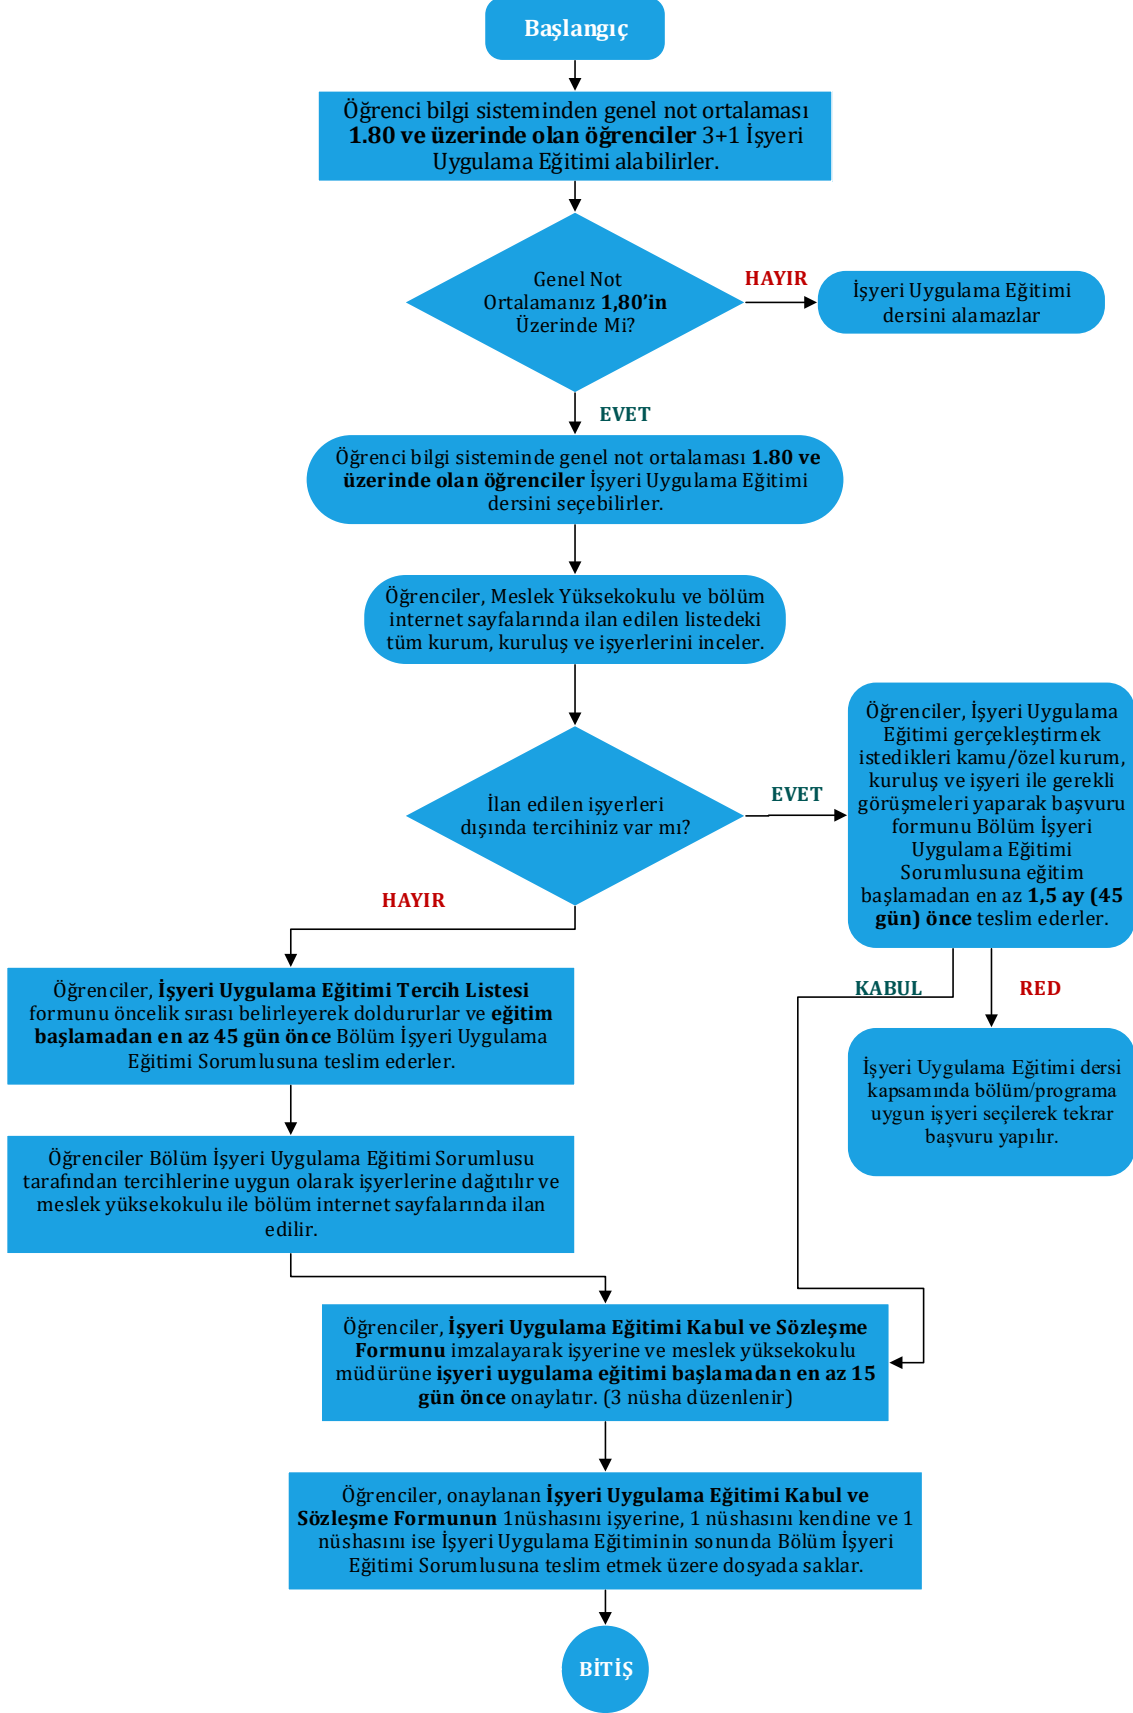 Başlangıç
Öğrenci bilgi sisteminden genel not ortalaması
1.80 ve üzerinde olan öğrenciler 3+1 İşyeri
Uygulama Eğitimi alabilirler.
Genel Not
Ortalamanız 1,80’in
Üzerinde Mi?
HAYIR
İşyeri Uygulama Eğitimi
dersini alamazlar
EVET
Öğrenci bilgi sisteminde genel not ortalaması 1.80 ve
üzerinde olan öğrenciler İşyeri Uygulama Eğitimi
dersini seçebilirler.
Öğrenciler, Meslek Yüksekokulu ve bölüm
internet sayfalarında ilan edilen listedeki
tüm kurum, kuruluş ve işyerlerini inceler.
İlan edilen işyerleri
dışında tercihiniz var mı?
EVET
Öğrenciler, İşyeri Uygulama
Eğitimi gerçekleştirmek
istedikleri kamu/özel kurum,
kuruluş ve işyeri ile gerekli
görüşmeleri yaparak başvuru
formunu Bölüm İşyeri
Uygulama Eğitimi
Sorumlusuna eğitim
başlamadan en az 1,5 ay (45
gün) önce teslim ederler.
HAYIR
Öğrenciler, İşyeri Uygulama Eğitimi Tercih Listesi
formunu öncelik sırası belirleyerek doldururlar ve eğitim
başlamadan en az 45 gün önce Bölüm İşyeri Uygulama
Eğitimi Sorumlusuna teslim ederler.
KABUL
RED
İşyeri Uygulama Eğitimi dersi
kapsamında bölüm/programa
uygun işyeri seçilerek tekrar
başvuru yapılır.
Öğrenciler Bölüm İşyeri Uygulama Eğitimi Sorumlusu
tarafından tercihlerine uygun olarak işyerlerine dağıtılır ve
meslek yüksekokulu ile bölüm internet sayfalarında ilan
edilir.
Öğrenciler, İşyeri Uygulama Eğitimi Kabul ve Sözleşme
Formunu imzalayarak işyerine ve meslek yüksekokulu
müdürüne işyeri uygulama eğitimi başlamadan en az 15
gün önce onaylatır. (3 nüsha düzenlenir)
Öğrenciler, onaylanan İşyeri Uygulama Eğitimi Kabul ve
Sözleşme Formunun 1nüshasını işyerine, 1 nüshasını kendine ve 1
nüshasını ise İşyeri Uygulama Eğitiminin sonunda Bölüm İşyeri
Eğitimi Sorumlusuna teslim etmek üzere dosyada saklar.
BİTİŞ